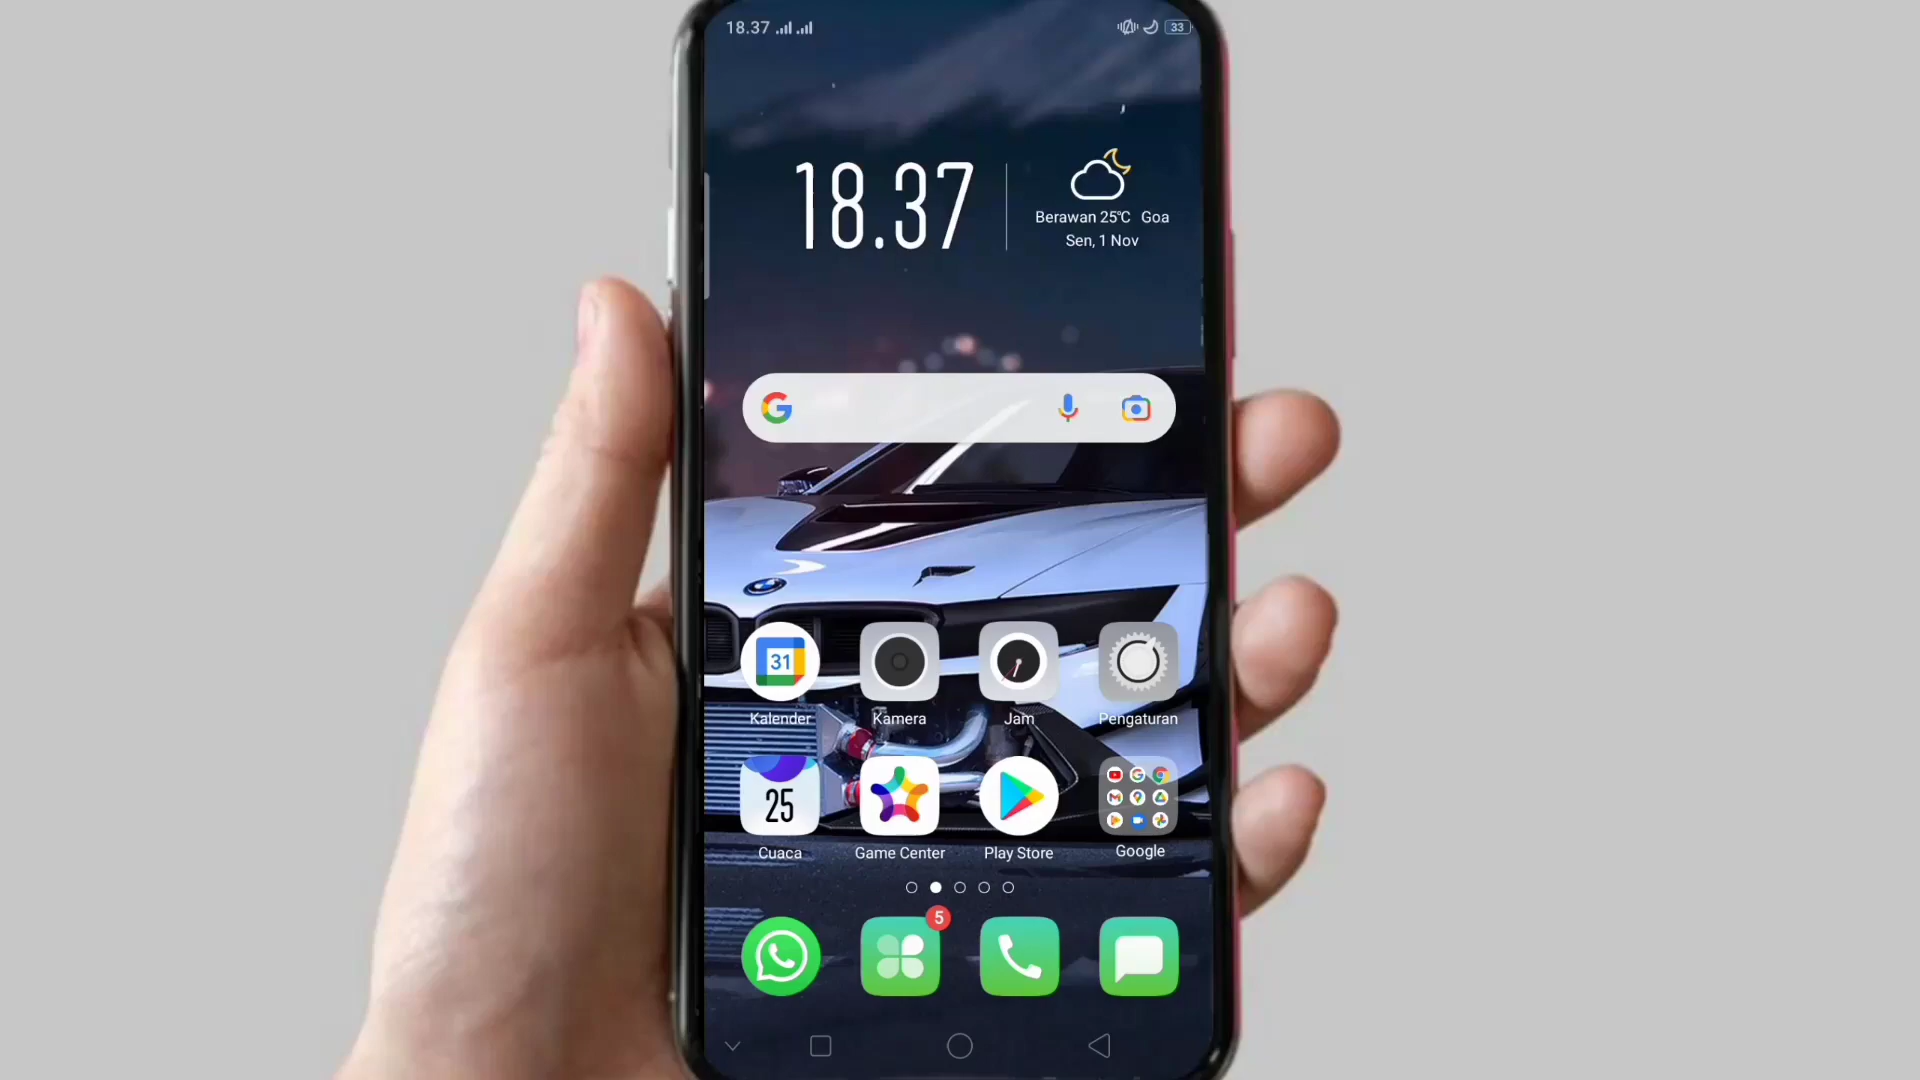 18.37
33
18.37
Berawan 25℃ Goa
Sen, 1 Nov
31
Kalender
Kamera
Jam
Pengaturan
25
Cuaca
Game Center
Play Store
Google
5